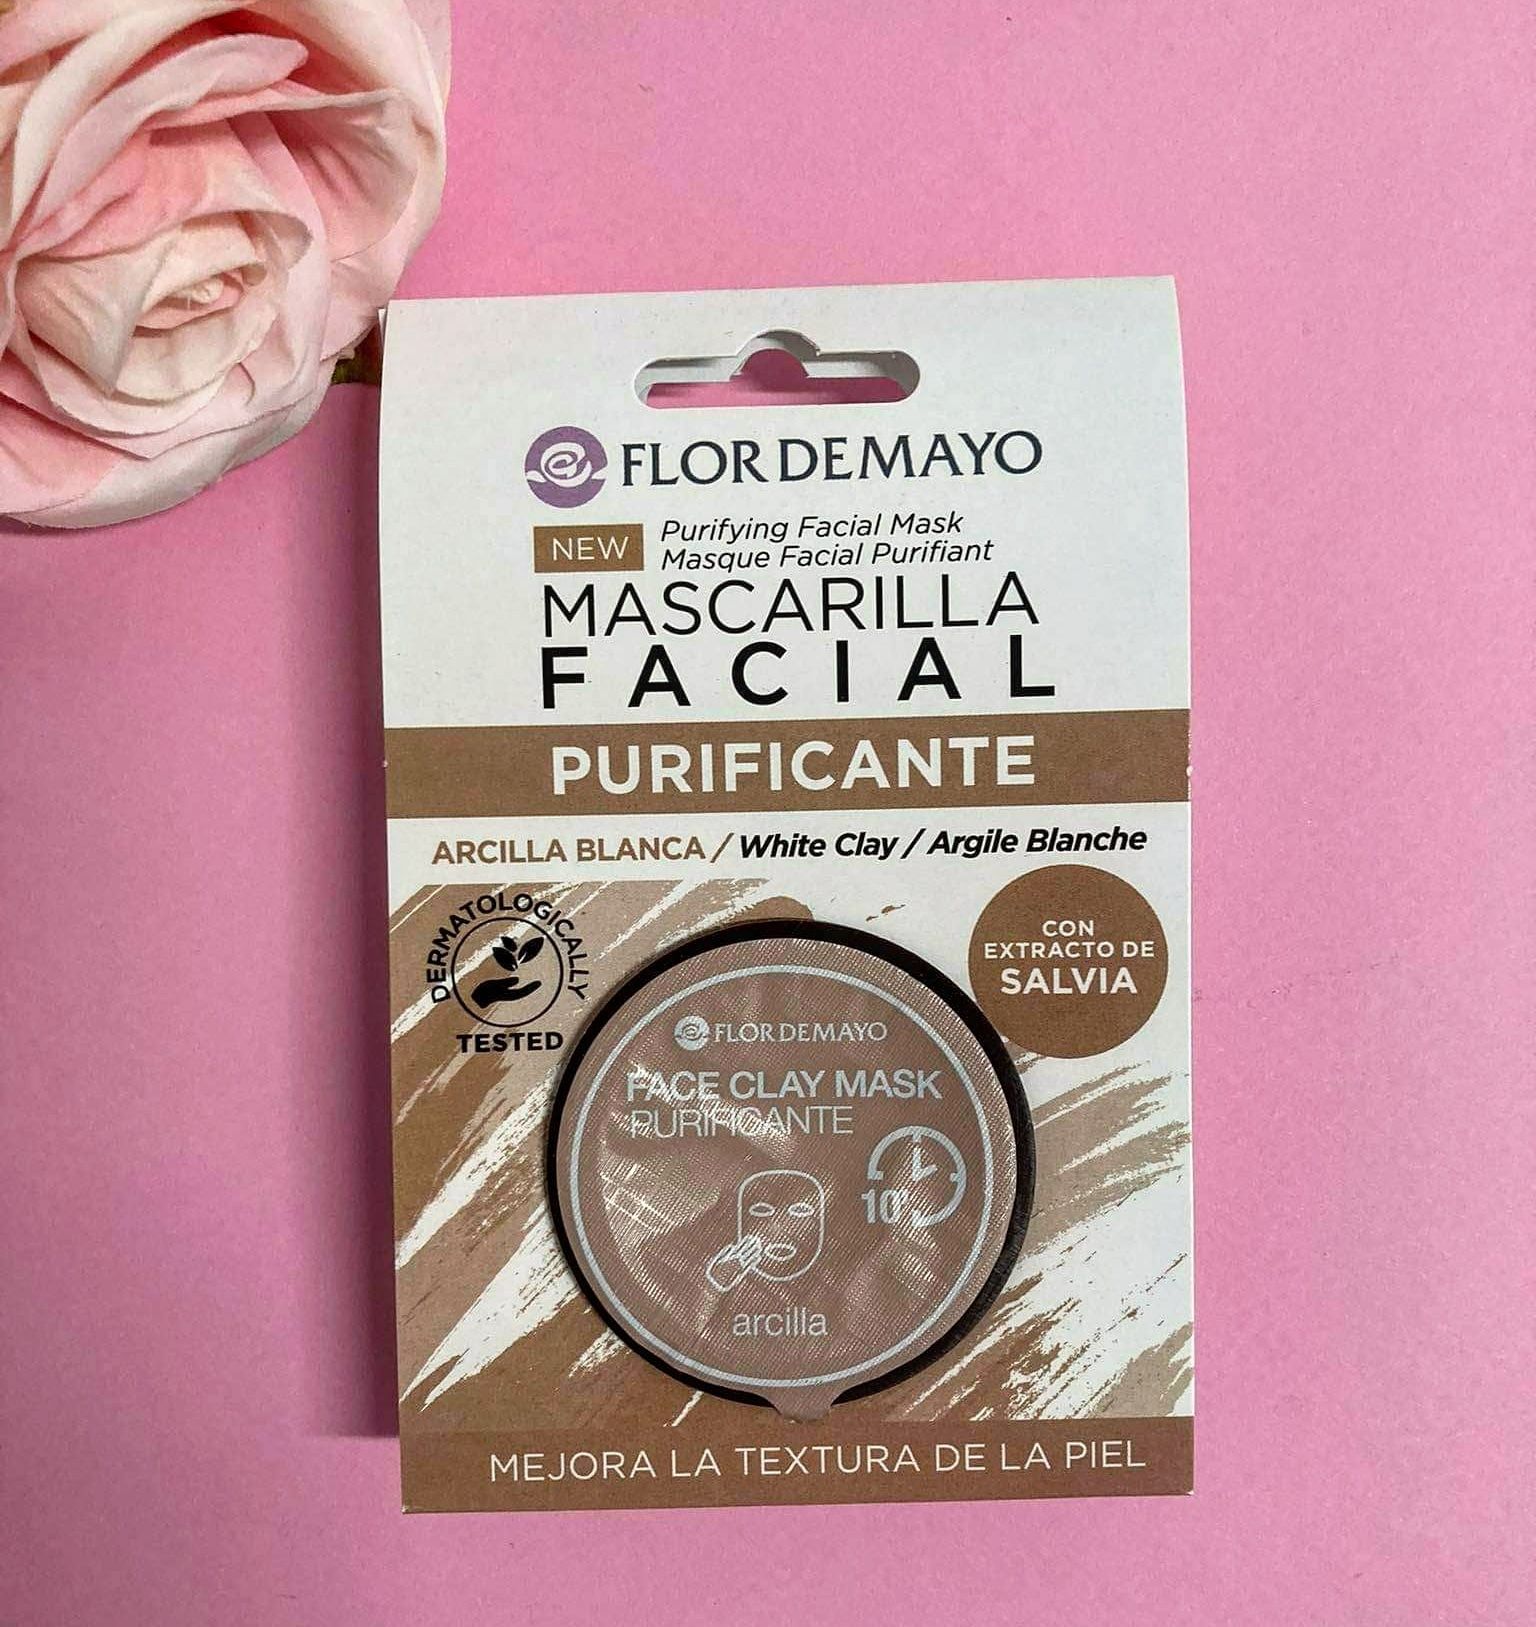 FLOR DE MAYO
NEW
Purifying Facial Mask
Masque Facial Purifiant
MASCARILLA
FACIAL
PURIFICANTE
ARCILLA BLANCA / White Clay / Argile Blanche
DERMATOLOGICALLY
TESTED
CON
EXTRACTO DE
SALVIA
FLOR DE MAYO
FACE CLAY MASK
PURIFICANTE
10'
arcilla
MEJORA LA TEXTURA DE LA PIEL